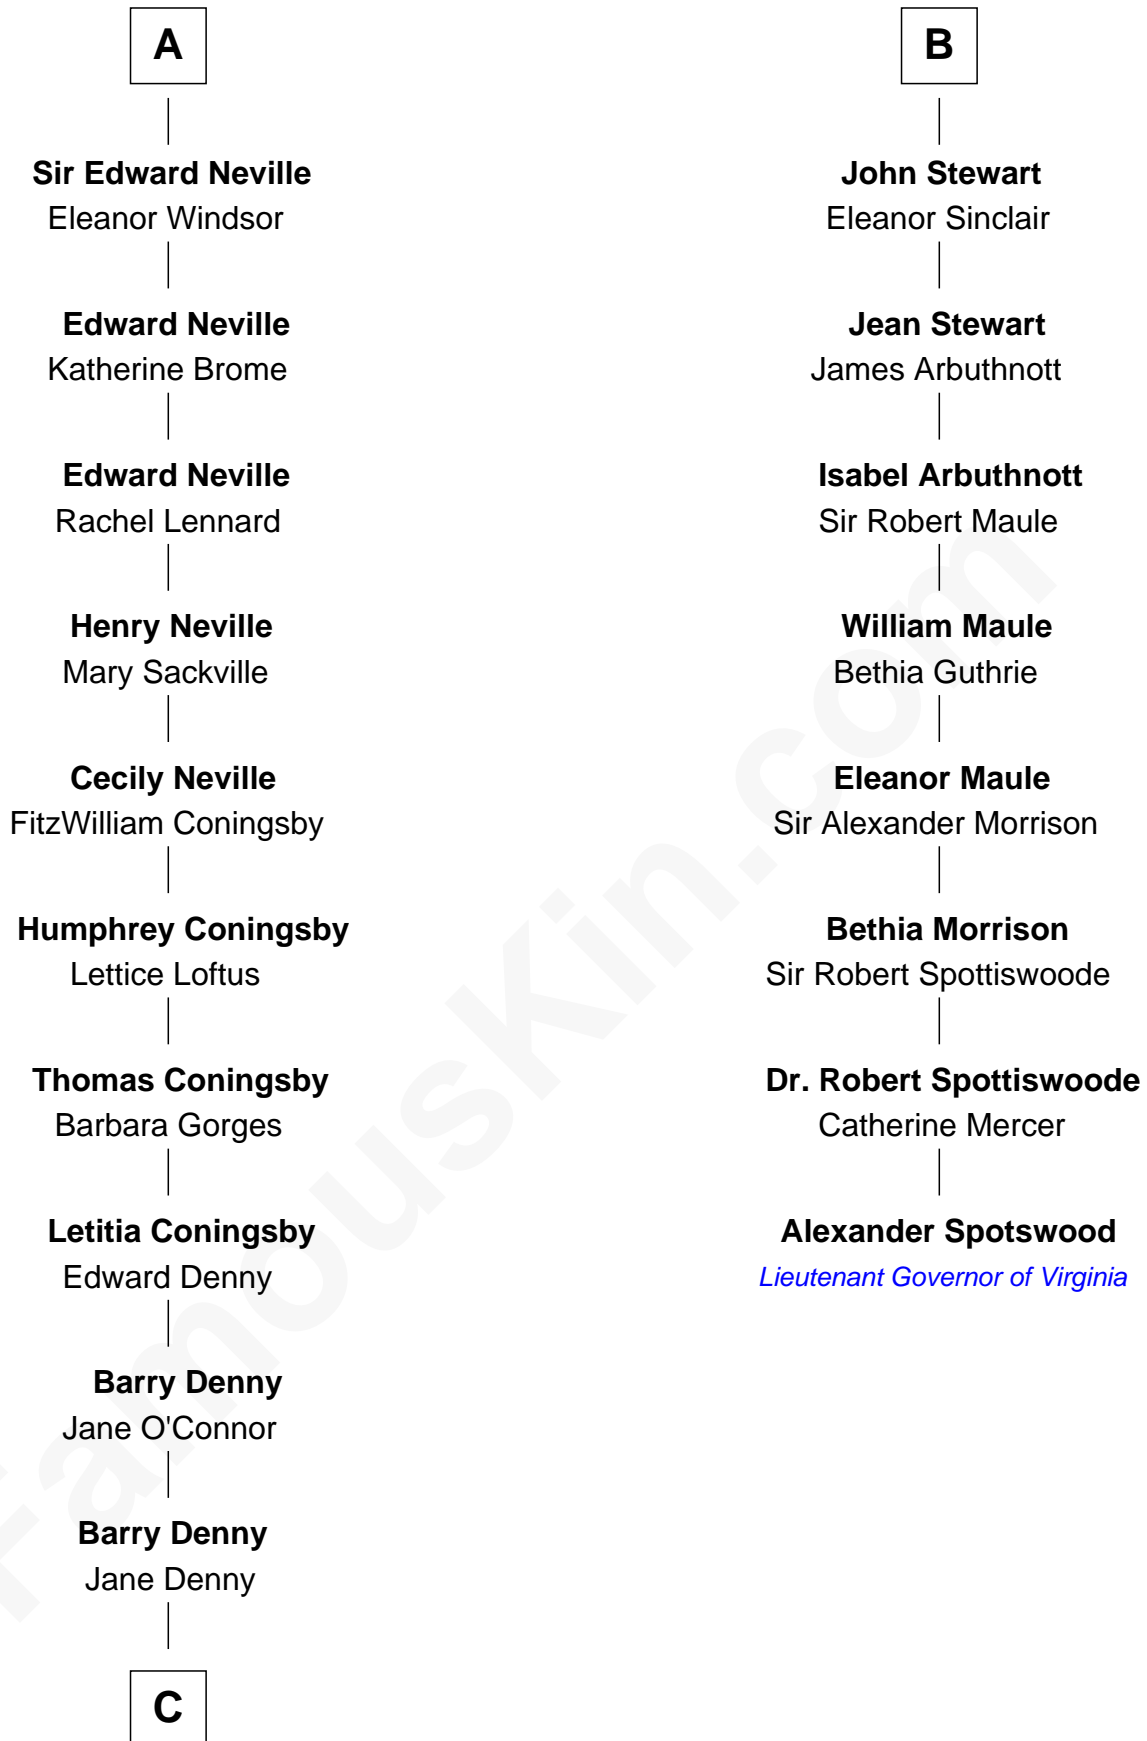 A
Sir Edward Neville
Eleanor Windsor
Edward Neville
Katherine Brome
Edward Neville
Rachel Lennard
Henry Neville
Mary Sackville
Cecily Neville
FitzWilliam Coningsby
Humphrey Coningsby
Lettice Loftus
Thomas Coningsby
Barbara Gorges
Letitia Coningsby
Edward Denny
Barry Denny
Jane O'Connor
Barry Denny
Jane Denny
C
B
John Stewart
Eleanor Sinclair
Jean Stewart
James Arbuthnott
Isabel Arbuthnott
Sir Robert Maule
William Maule
Bethia Guthrie
Eleanor Maule
Sir Alexander Morrison
Bethia Morrison
Sir Robert Spottiswoode
Dr. Robert Spottiswoode
Catherine Mercer
Alexander Spotswood
Lieutenant Governor of Virginia
FamousKin.com